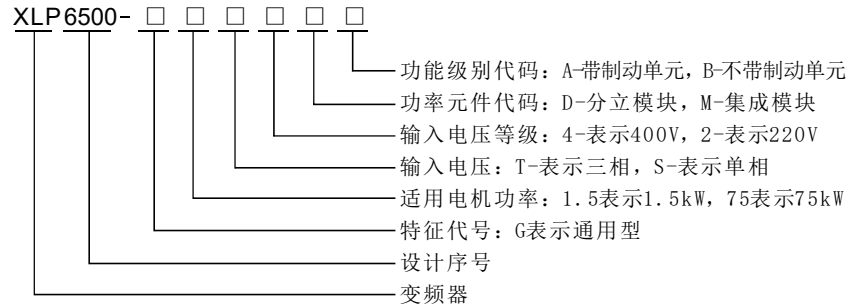 XLP6500-□□□□□□
功能级别代码：A-带制动单元，B-不带制动单元
功率元件代码：D-分立模块，M-集成模块
输入电压等级：4-表示400V，2-表示220V
输入电压：T-表示三相，S-表示单相
适用电机功率：1.5表示1.5kW，75表示75kW
特征代号：G表示通用型
设计序号
变频器